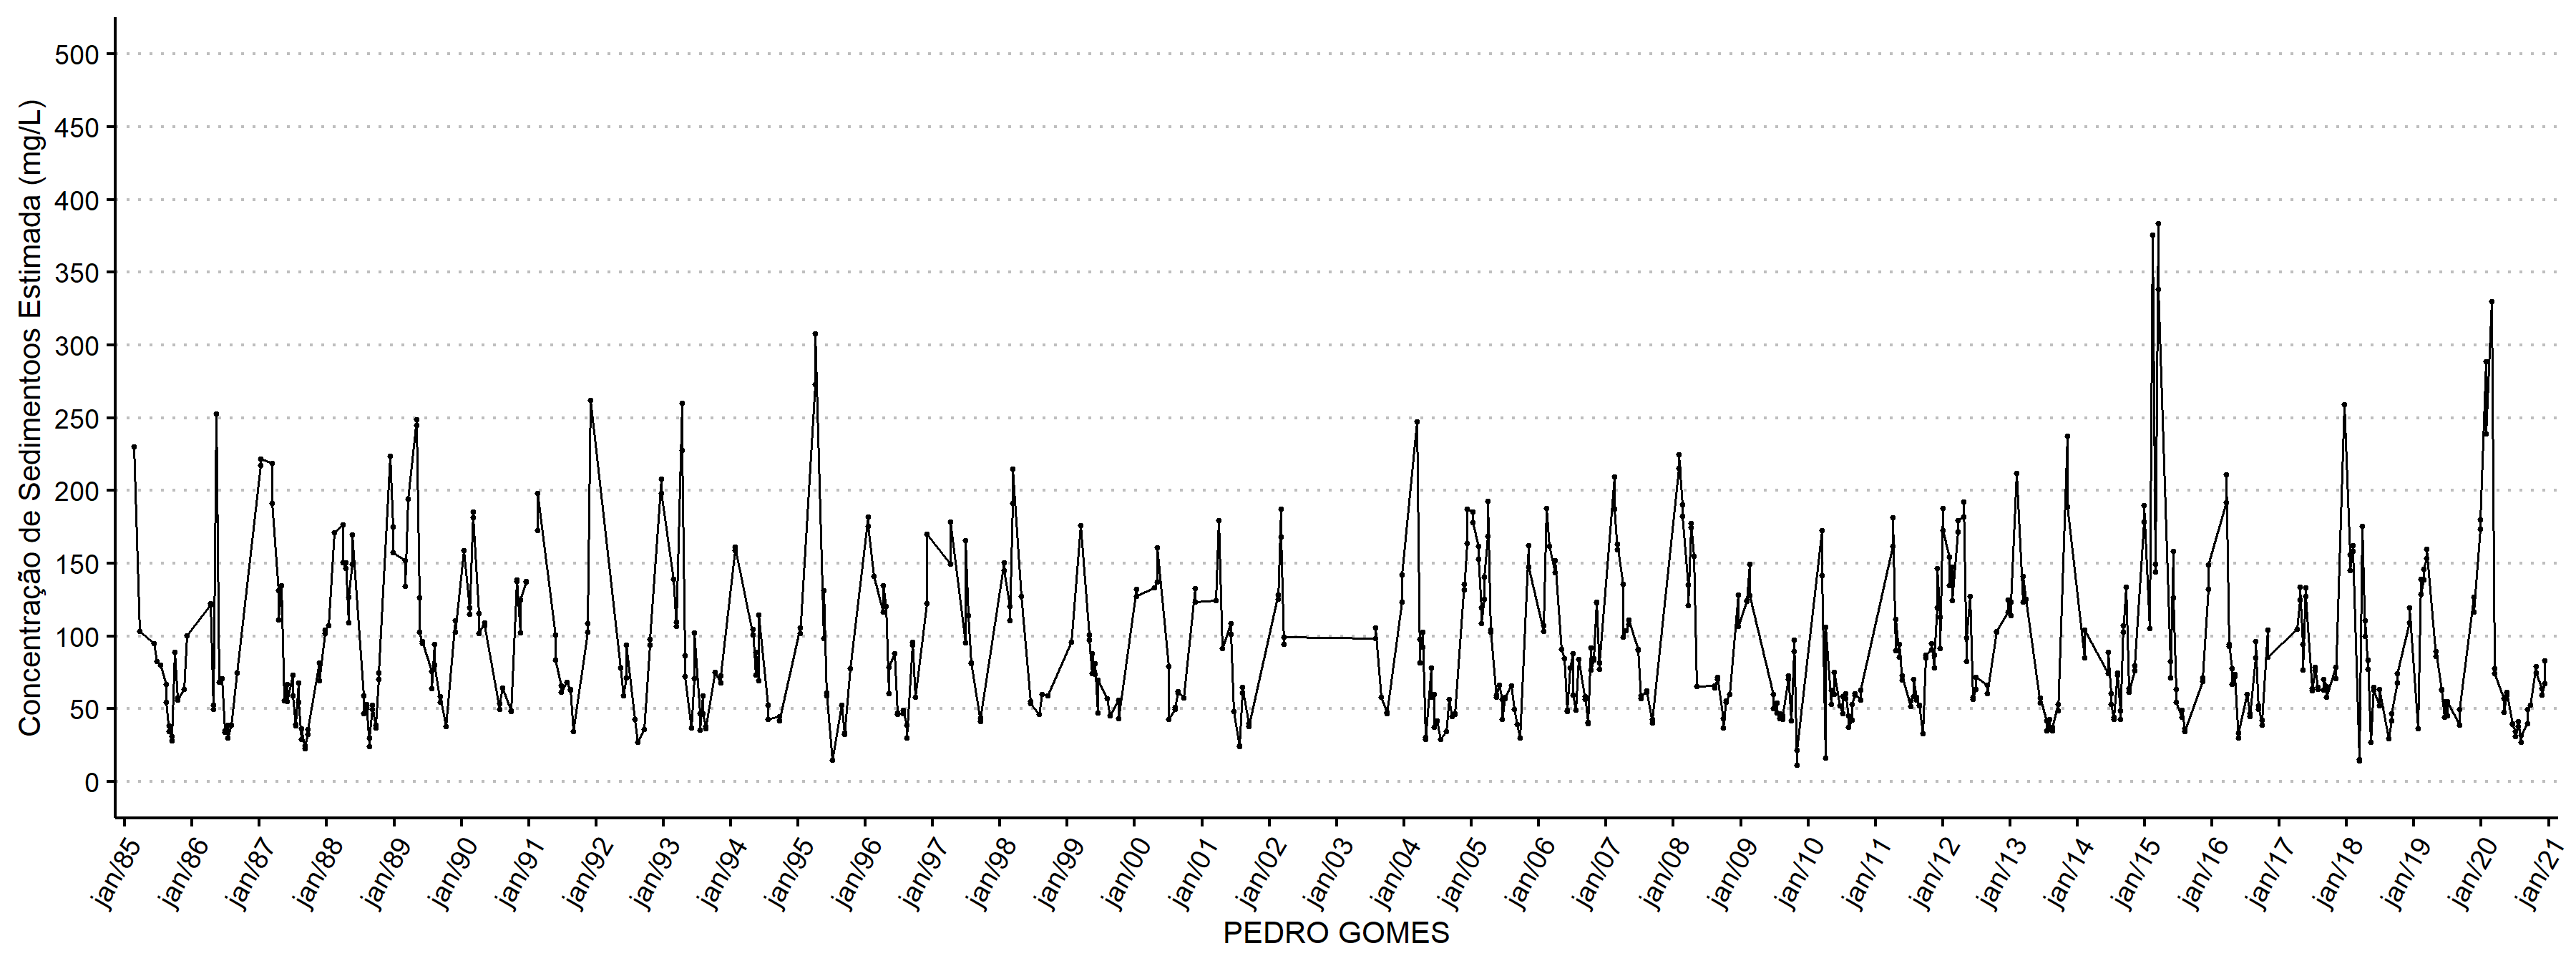 Concentração de Sedimentoos Estimada (mg/L)
500
450
400
350
300
250
200
150
100
50
0
jan/85
jan/86
jan/87
jan/88
jan/89
jan/90
jan/91
jan/92
jan/93
jan/94
jan/95
jan/96
jan/97
jan/98
jan/99
jan/00
jan/01
jan/02
jan/03
jan/04
jan/05
jan/06
jan/07
jan/08
jan/09
jan/10
jan/11
jan/12
jan/13
jan/14
jan/15
jan/16
jan/17
jan/18
jan/19
jan/20
jan/21
PEDRO GOMES